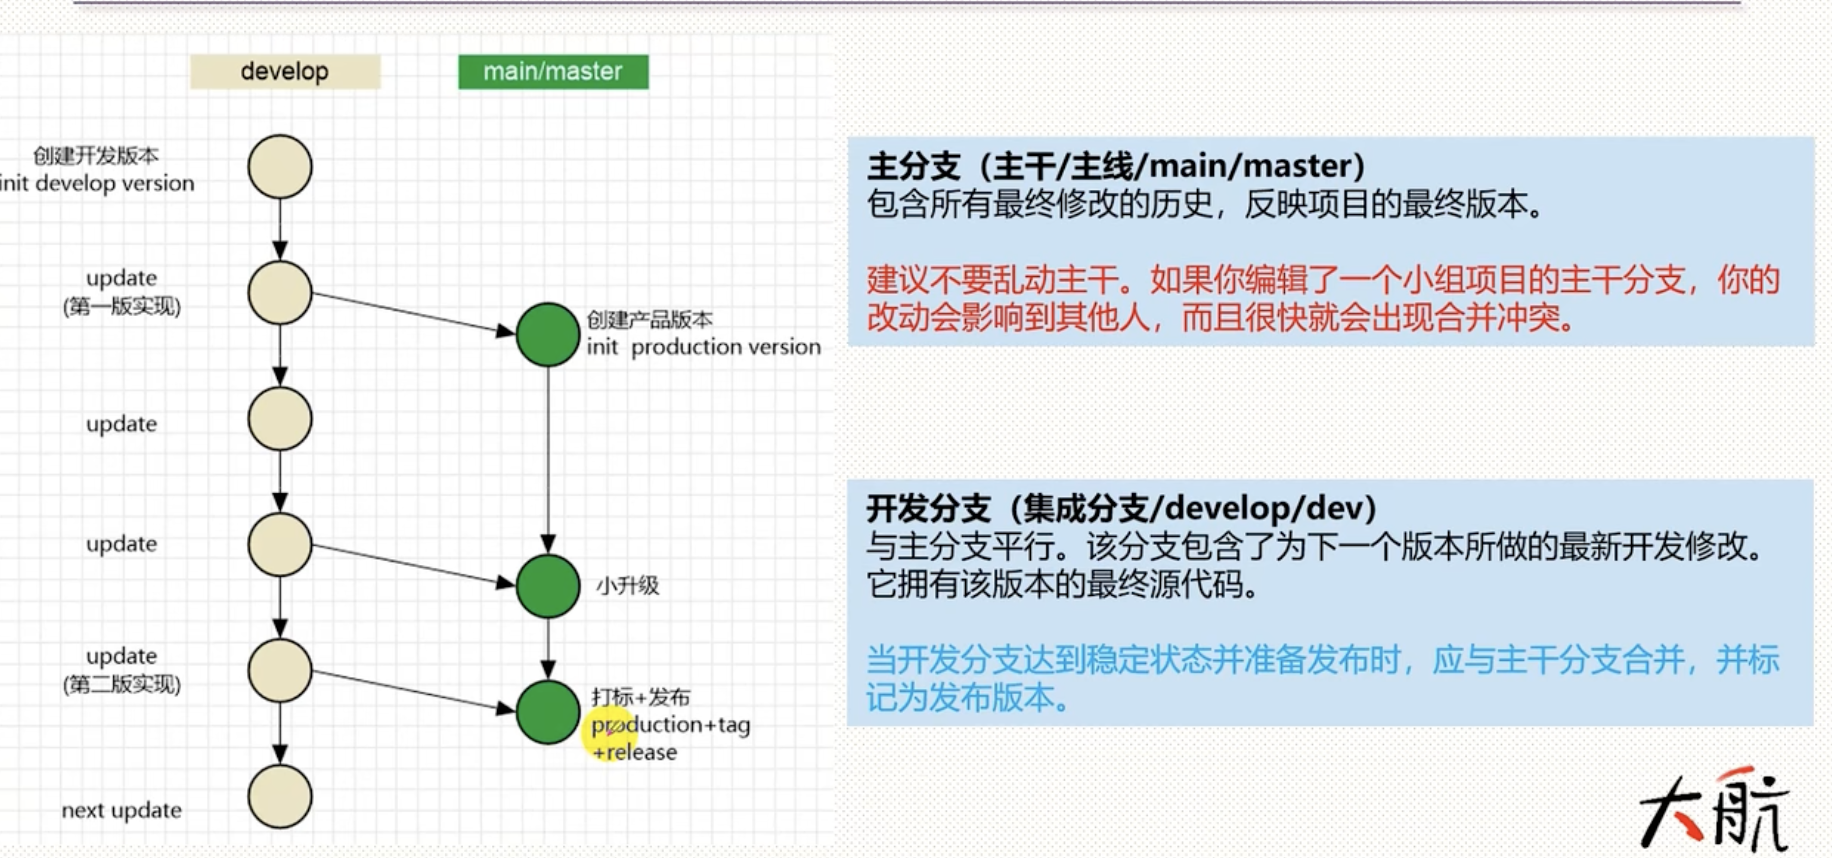 develop
main/master
创建开发版本
init develop version
update
(第一版实现)
创建产品版本
init production version
update
update
小升级
update
(第二版实现)
打标+发布
production+tag
+release
next update
主分支（主干/主线/main/master）
包含所有最终修改的历史，反映项目的最终版本。
建议不要乱动主干。如果你编辑了一个小组项目的主干分支，你的
改动会影响到其他人，而且很快就会出现合并冲突。
开发分支（集成分支/develop/dev）
与主分支平行。该分支包含了为下一个版本所做的最新开发修改。
它拥有该版本的最终源代码。
当开发分支达到稳定状态并准备发布时，应与主干分支合并，并标
记为发布版本。
大航